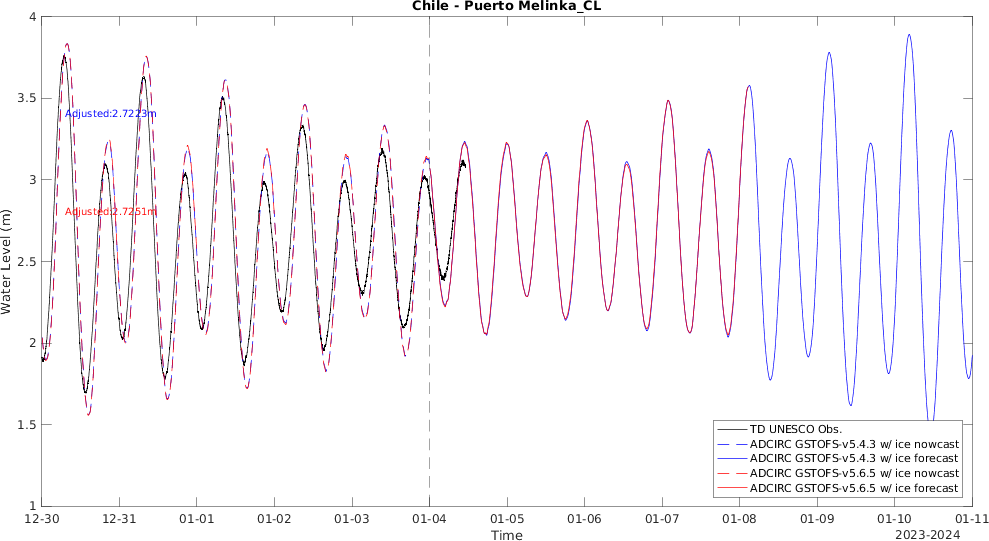 Chile - Puerto Melinka_CL
4
3.5
3
2.5
2
1.5
1
Water Level (m)
Adjusted:2.7223m
Adjusted:2.7251m
TD UNESCO Obs.
ADCIRC GSTOFS-v5.4.3 w/ ice nowcast
ADCIRC GSTOFS-v5.4.3 w/ ice forecast
ADCIRC GSTOFS-v5.6.5 w/ ice nowcast
ADCIRC GSTOFS-v5.6.5 w/ ice forecast
12-30 12-31 01-01 01-02 01-03 01-04 01-05 01-06 01-07 01-08 01-09 01-10 01-11
Time
2023-2024